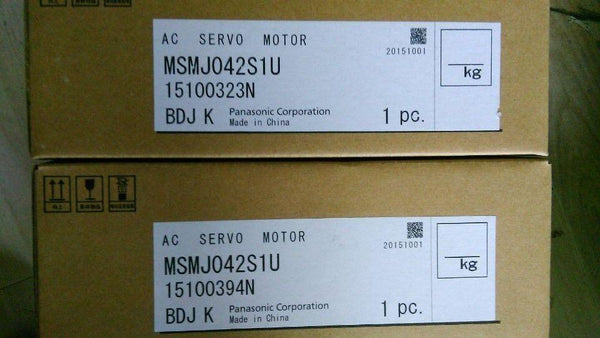 AC SERVO MOTOR
20151001
MSMJ042S1U
kg
15100323N
BDJ K Panasonic Corporation 1 pc.
Made in China
AC SERVO MOTOR
20151001
MSMJ042S1U
kg
15100394N
BDJ K Panasonic Corporation 1 pc.
Made in China